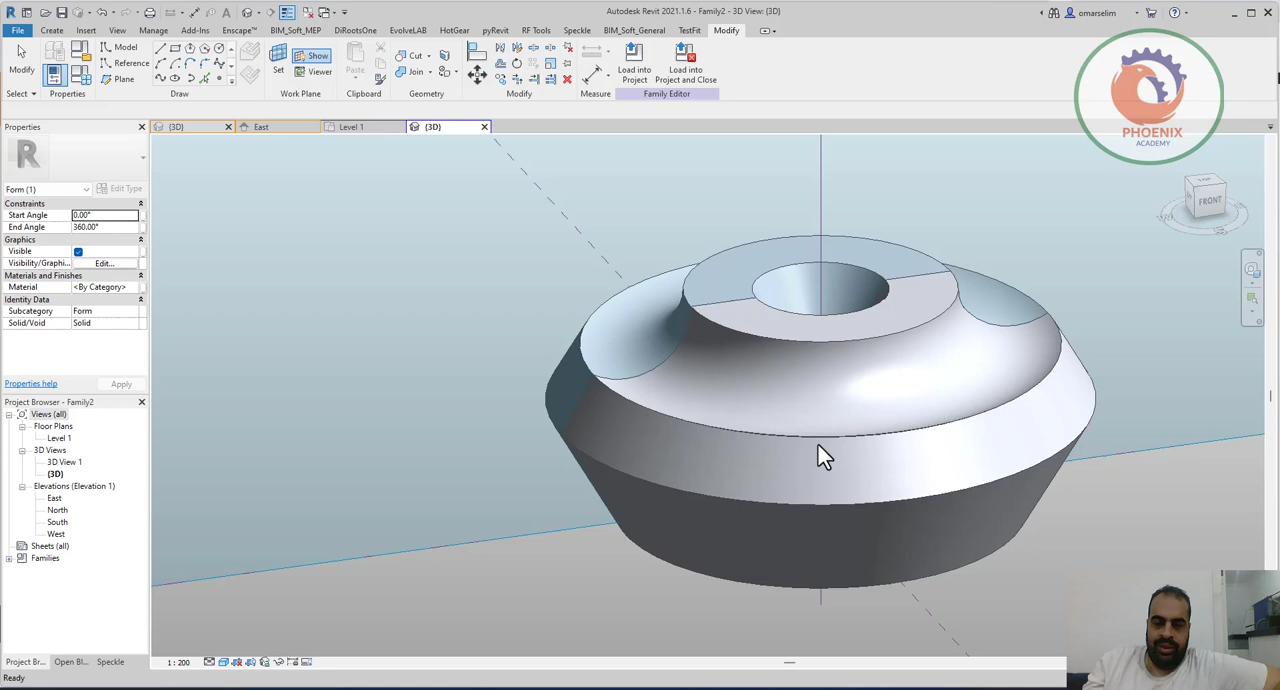 Autodesk Revit 2021.1.6 - Family2 - 3D View: {3D}
omarselim
File Create Insert View Manage Add-Ins Enscape™ BIM_Soft_MEP DiRootsOne EvolveLAB HotGear pyRevit RF Tools Speckle BIM_Soft_General TestFit Modify
Modify
Model
Reference
Plane
Set
Show
Viewer
Paste
Cut
Join
Load into
Project
Load into
Project and Close
Select Properties Draw Work Plane Clipboard Geometry Modify Measure Family Editor
PHOENIX
ACADEMY
Properties
{3D} East Level 1 {3D}
R
Form (1) Edit Type
Constraints
Start Angle 0.00°
End Angle 360.00°
Graphics
Visible
Visibility/Graphi... Edit...
Materials and Finishes
Material <By Category>
Identity Data
Subcategory Form
Solid/Void Solid
Properties help Apply
Project Browser - Family2
Views (all)
Floor Plans
Level 1
3D Views
3D View 1
{3D}
Elevations (Elevation 1)
East
North
South
West
Sheets (all)
Families
TOP
FRONT
Project Br... Open Bl... Speckle
1 : 200
Ready